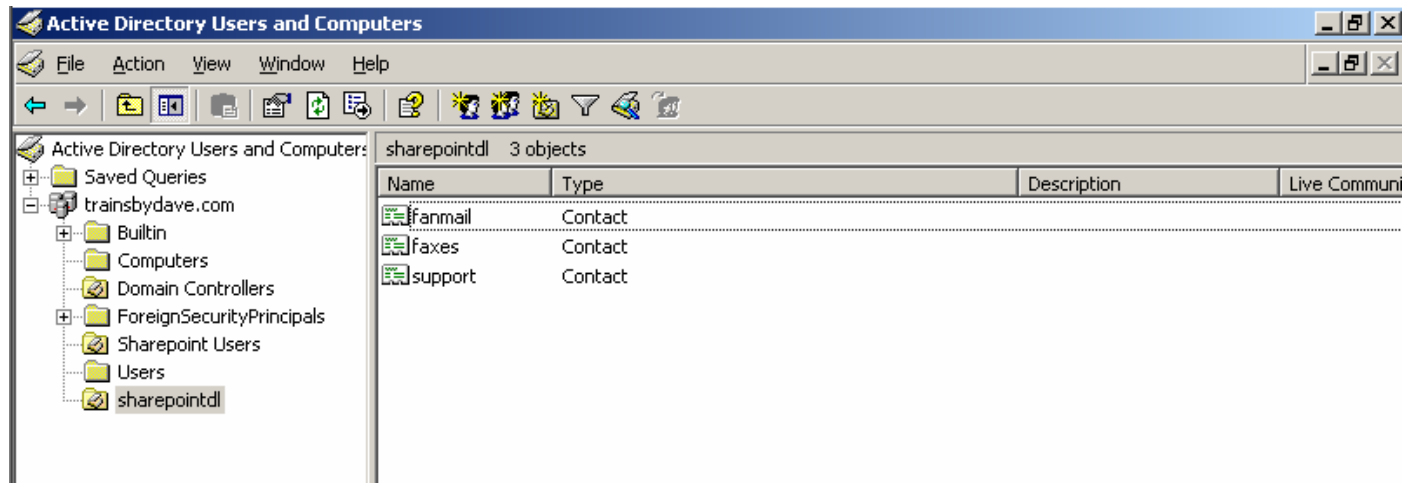 Active Directory Users and Computers
File Action View Window Help
Active Directory Users and Computers
sharepointdl 3 objects
Saved Queries
trainsbydave.com
Builtin
Computers
Domain Controllers
ForeignSecurityPrincipals
Sharepoint Users
Users
sharepointdl
Name Type Description Live Communi
fanmail Contact
faxes Contact
support Contact